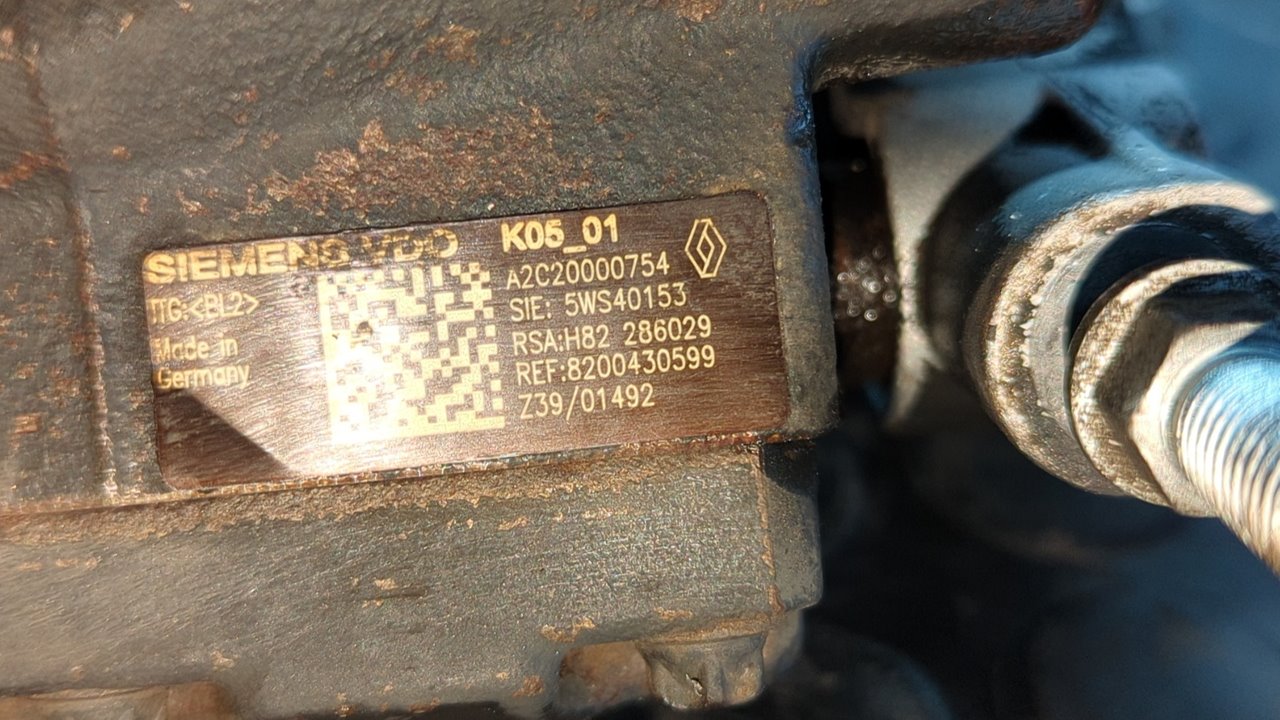 SIEMENS VDO
ITG:<BL2>
Made in
Germany
K05_01
A2C20000754
SIE: 5WS40153
RSA:H82 286029
REF:8200430599
Z39/01492